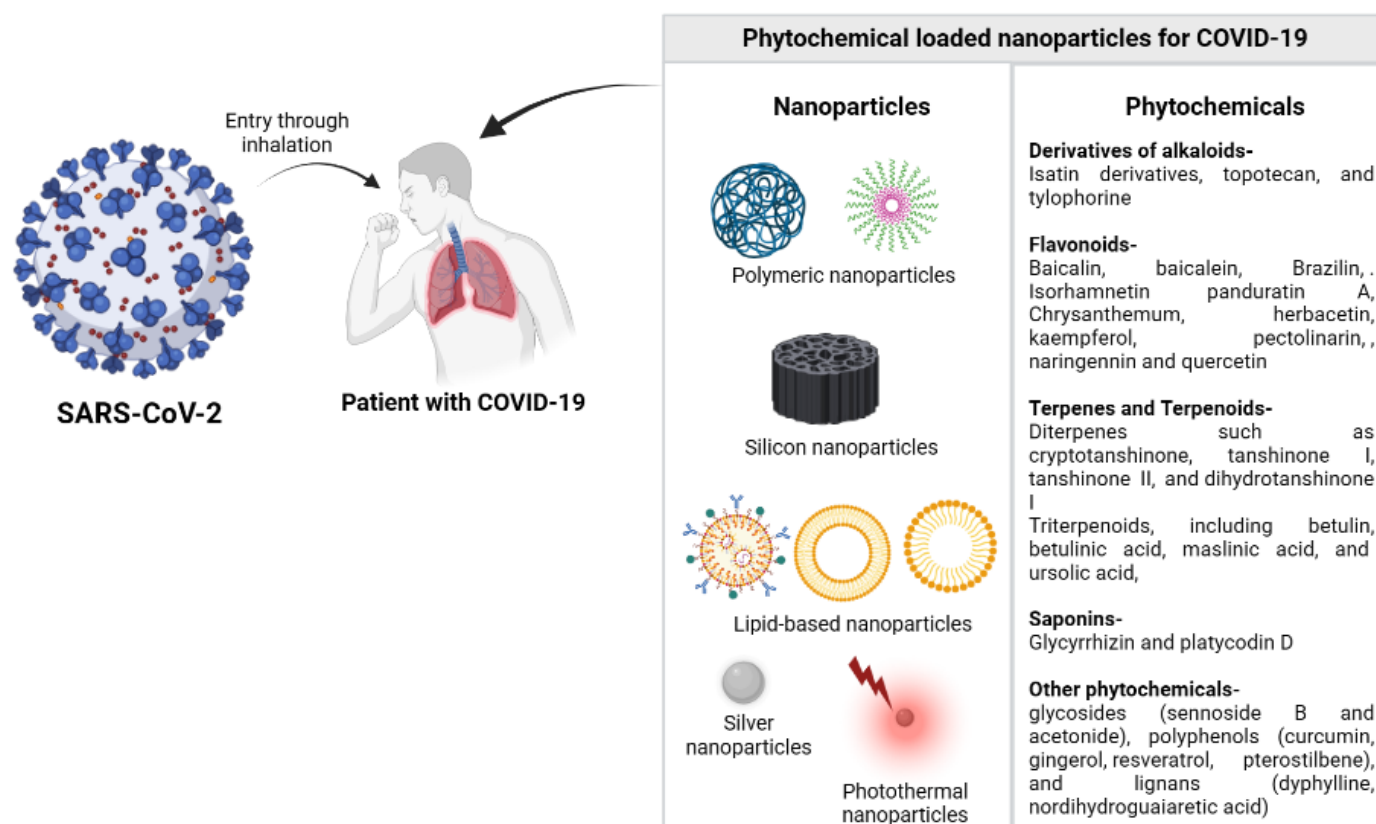 Phytochemical loaded nanoparticles for COVID-19
Entry through
inhalation
SARS-CoV-2
Patient with COVID-19
Nanoparticles
Polymeric nanoparticles
Silicon nanoparticles
Lipid-based nanoparticles
Silver
nanoparticles
Photothermal
nanoparticles
Phytochemicals
Derivatives of alkaloids-
Isatin derivatives, topotecan, and
tylophorine
Flavonoids-
Baicalin, baicalein, Brazilin, .
Isorhamnetin panduratin A,
Chrysanthemum, herbacetin,
kaempferol, pectolinarin, ,
naringennin and quercetin
Terpenes and Terpenoids-
Diterpenes such as
cryptotanshinone, tanshinone I,
tanshinone II, and dihydrotanshinone
I
Triterpenoids, including betulin,
betulinic acid, maslinic acid, and
ursolic acid,
Saponins-
Glycyrrhizin and platycodin D
Other phytochemicals-
glycosides (sennoside B and
acetonide), polyphenols (curcumin,
gingerol, resveratrol, pterostilbene),
and lignans (dyphylline,
nordihydroguaiaretic acid)